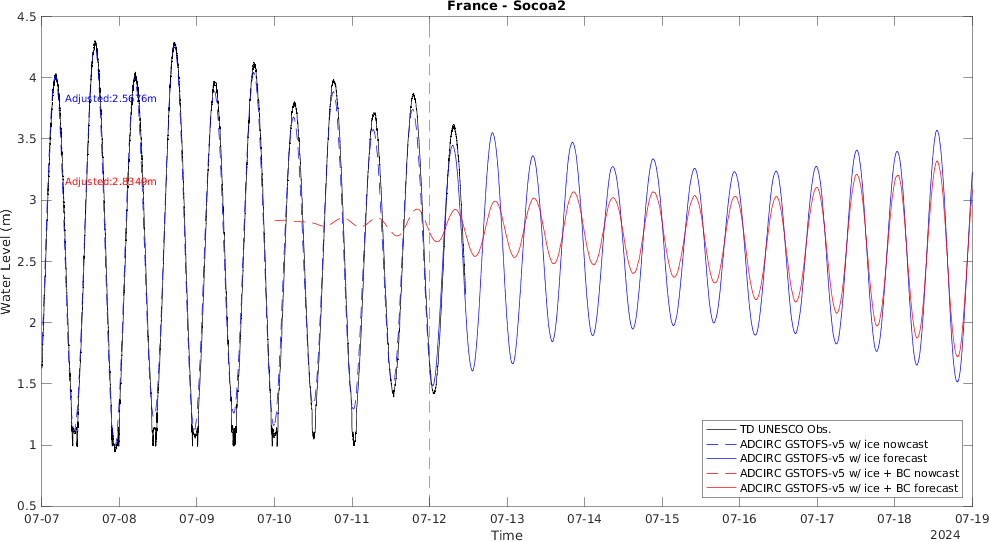 France - Socoa2
4.5
4
3.5
3
2.5
2
1.5
1
0.5
Water Level (m)
Adjusted:2.5676m
Adjusted:2.8349m
TD UNESCO Obs.
ADCIRC GSTOFS-v5 w/ ice nowcast
ADCIRC GSTOFS-v5 w/ ice forecast
ADCIRC GSTOFS-v5 w/ ice + BC nowcast
ADCIRC GSTOFS-v5 w/ ice + BC forecast
07-07 07-08 07-09 07-10 07-11 07-12 07-13 07-14 07-15 07-16 07-17 07-18 07-19
Time
2024